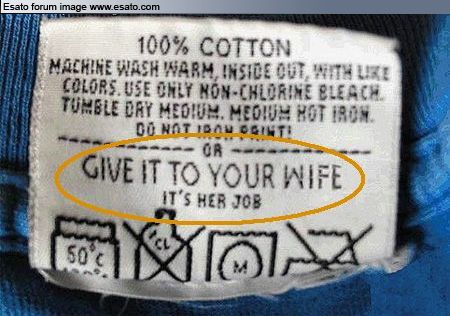 Esato forum image www.esato.com
100% COTTON
MACHINE WASH WARM, INSIDE OUT, WITH LIKE
COLORS. USE ONLY NON-CHLORINE BLEACH.
TUMBLE DRY MEDIUM. MEDIUM HOT IRON.
DO NOT IRON PRINT!
OR
GIVE IT TO YOUR WIFE
IT'S HER JOB
50°C CL M